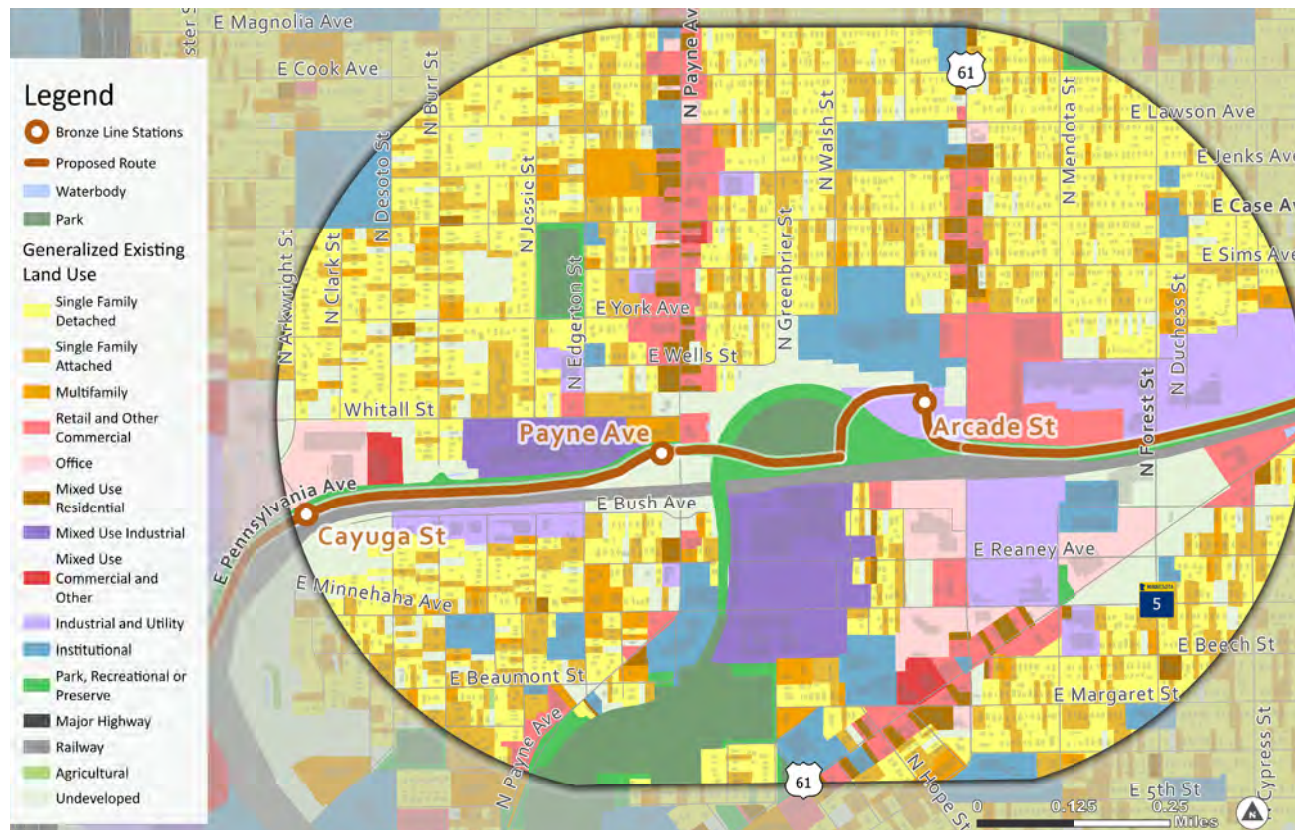 E Magnolia Ave
E Cook Ave
N Burr St
N Payne Av
61
N Mendota St
E Lawson Ave
E Jenks Ave
E Case Av
E Sims Ave
N Walsh St
N Desoto St
N Jessie St
N Arkwright St
N Clark St
N Edgerton St
E York Ave
N Greenbrier St
E Wells St
N Duchess St
N Forest St
Whitall St
Payne Ave
Arcade St
E Pennsylvania Ave
Cayuga St
E Bush Ave
E Reaney Ave
E Minnehaha Ave
MINNESOTA
5
E Beech St
E Beaumont St
E Margaret St
N Payne Ave
61
N Hope St
E 5th St
Cypress St
Legend
Bronze Line Stations
Proposed Route
Waterbody
Park
Generalized Existing
Land Use
Single Family
Detached
Single Family
Attached
Multifamily
Retail and Other
Commercial
Office
Mixed Use
Residential
Mixed Use Industrial
Mixed Use
Commercial and
Other
Industrial and Utility
Institutional
Park, Recreational or
Preserve
Major Highway
Railway
Agricultural
Undeveloped
0 0.125 0.25
Miles
N